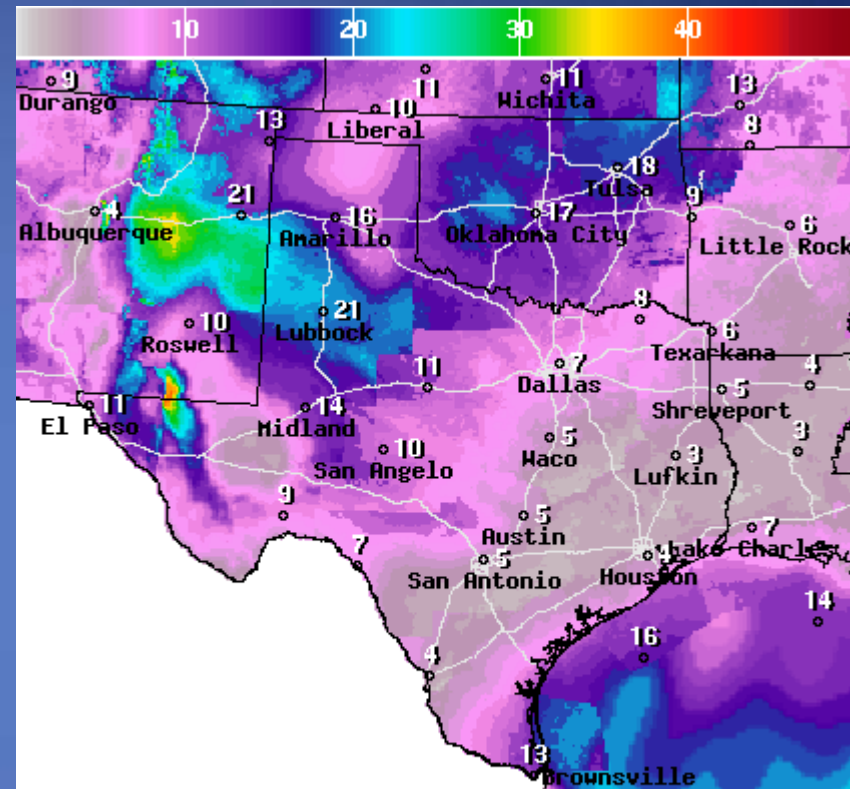 10 20 30 40
9
Durango
11
10
Liberal
11
Wichita
13
8
13
18
Tulsa
4
Albuquerque
21
16
Amarillo
17
Oklahoma City
9
6
Little Rock
10
Roswell
21
Lubbock
8
6
Texarkana
7
Dallas
11
5
Shreveport
4
11
El Paso
14
Midland
10
San Angelo
5
Waco
3
Lufkin
3
9
5
Austin
7
Lake Charles
7
5
San Antonio
4
Houston
14
16
4
13
Brownsville